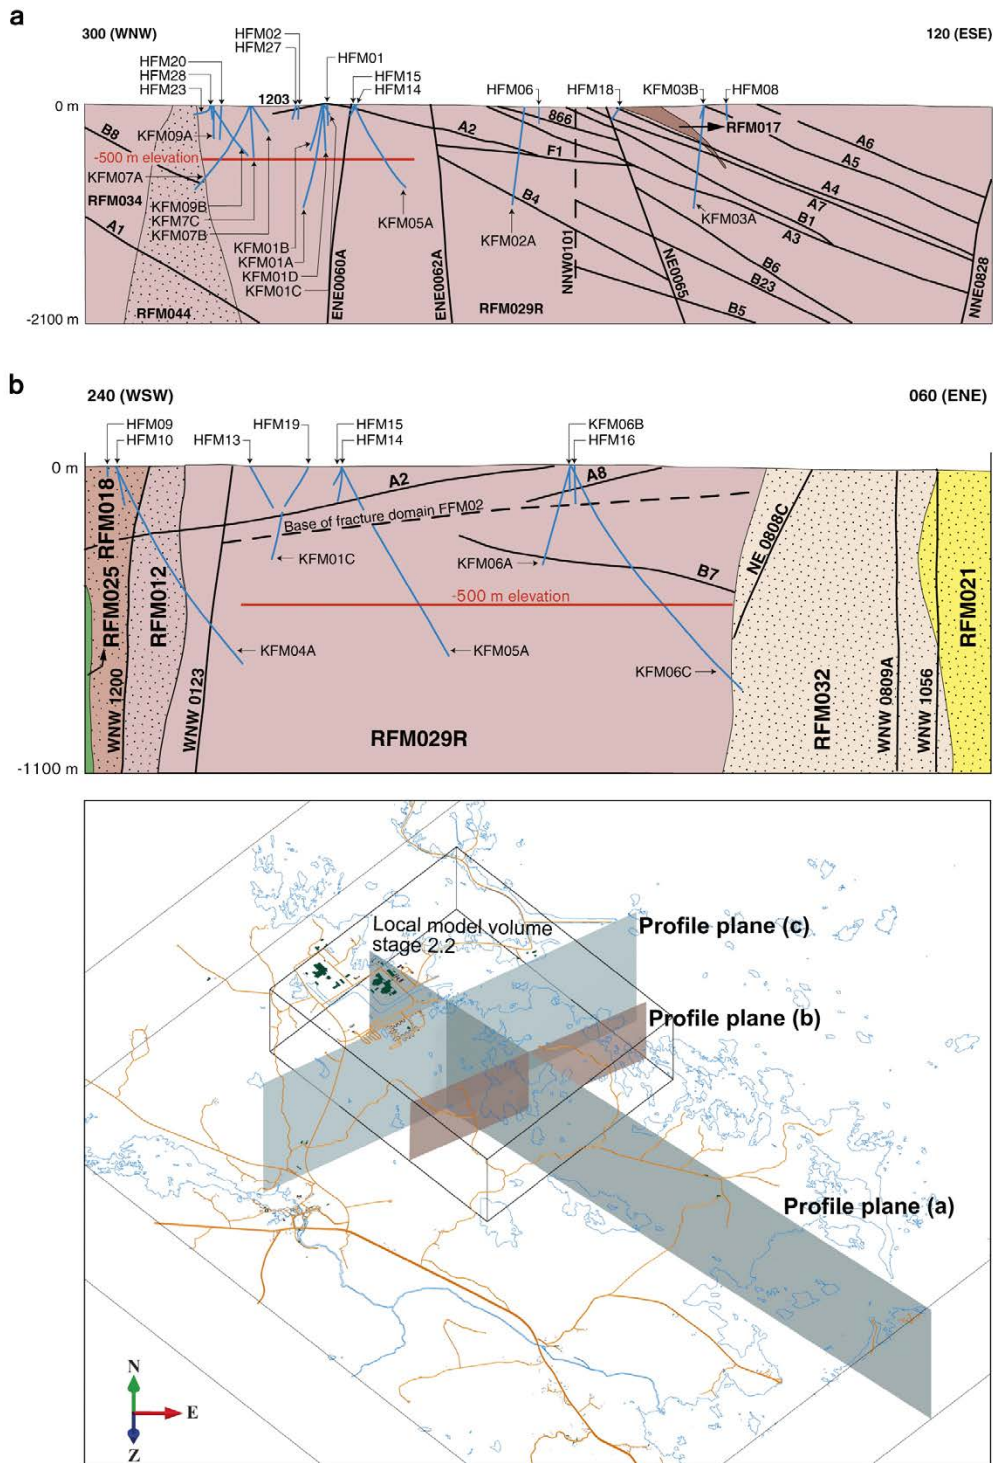 a
300 (WNW)
120 (ESE)
HFM02
HFM27
HFM01
HFM20
HFM28
HFM23
HFM15
HFM14
HFM06
HFM18
KFM03B
HFM08
0 m
1203
866
RFM017
B8
KFM09A
A2
F1
A6
A5
-500 m elevation
KFM07A
RFM034
B4
A4
A7
KFM03A
B1
A3
KFM09B
KFM7C
KFM07B
KFM05A
KFM02A
A1
KFM01B
KFM01A
KFM01D
KFM01C
ENE0060A
ENE0062A
NNW0101
NE0065
B6
B23
B5
NNE0828
RFM044
RFM029R
-2100 m
b
240 (WSW)
060 (ENE)
HFM09
HFM10
HFM13
HFM19
HFM15
HFM14
KFM06B
HFM16
0 m
A2
A8
Base of fracture domain FFM02
RFM018
RFM025
RFM012
KFM01C
KFM06A
B7
NE 0808C
-500 m elevation
RFM021
KFM04A
KFM05A
KFM06C
WNW 1200
WNW 0123
RFM029R
RFM032
WNW 0809A
WNW 1056
-1100 m
Local model volume
stage 2.2
Profile plane (c)
Profile plane (b)
Profile plane (a)
N
E
Z